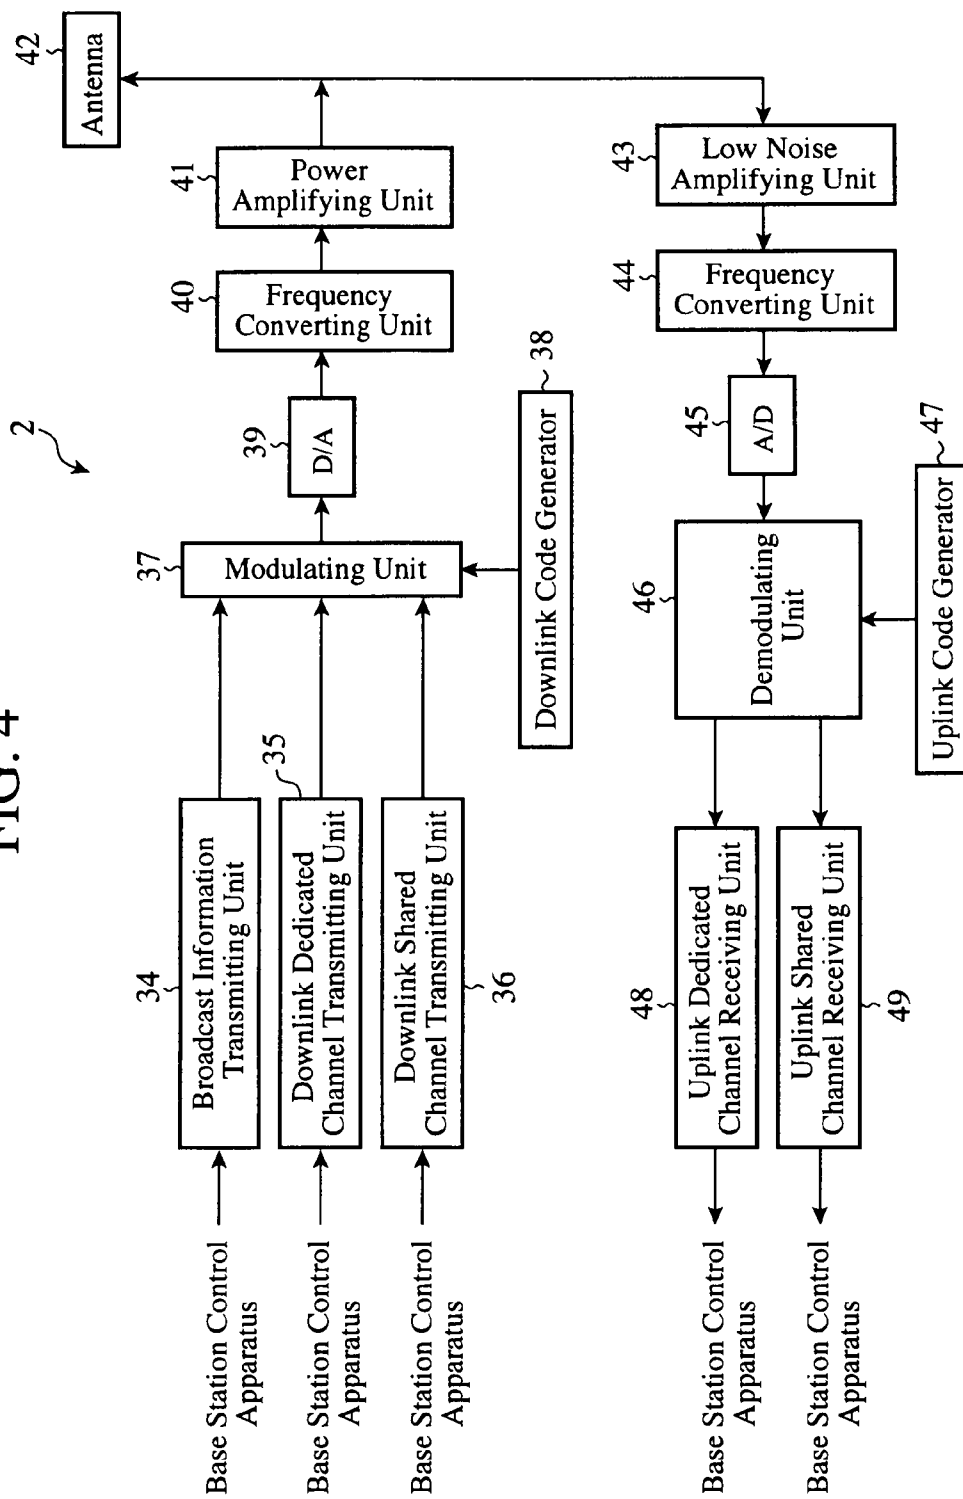 FIG. 4
2
Base Station Control
Apparatus
34
Broadcast Information
Transmitting Unit
Base Station Control
Apparatus
35
Downlink Dedicated
Channel Transmitting Unit
Base Station Control
Apparatus
36
Downlink Shared
Channel Transmitting Unit
37
Modulating Unit
38
Downlink Code Generator
39
D/A
40
Frequency
Converting Unit
41
Power
Amplifying Unit
42
Antenna
43
Low Noise
Amplifying Unit
44
Frequency
Converting Unit
45
A/D
46
Demodulating
Unit
47
Uplink Code Generator
48
Uplink Dedicated
Channel Receiving Unit
Base Station Control
Apparatus
49
Uplink Shared
Channel Receiving Unit
Base Station Control
Apparatus